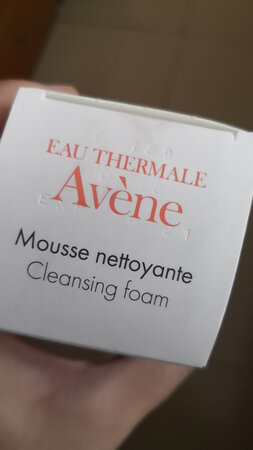 EAU THERMALE
Avène
Mousse nettoyante
Cleansing foam